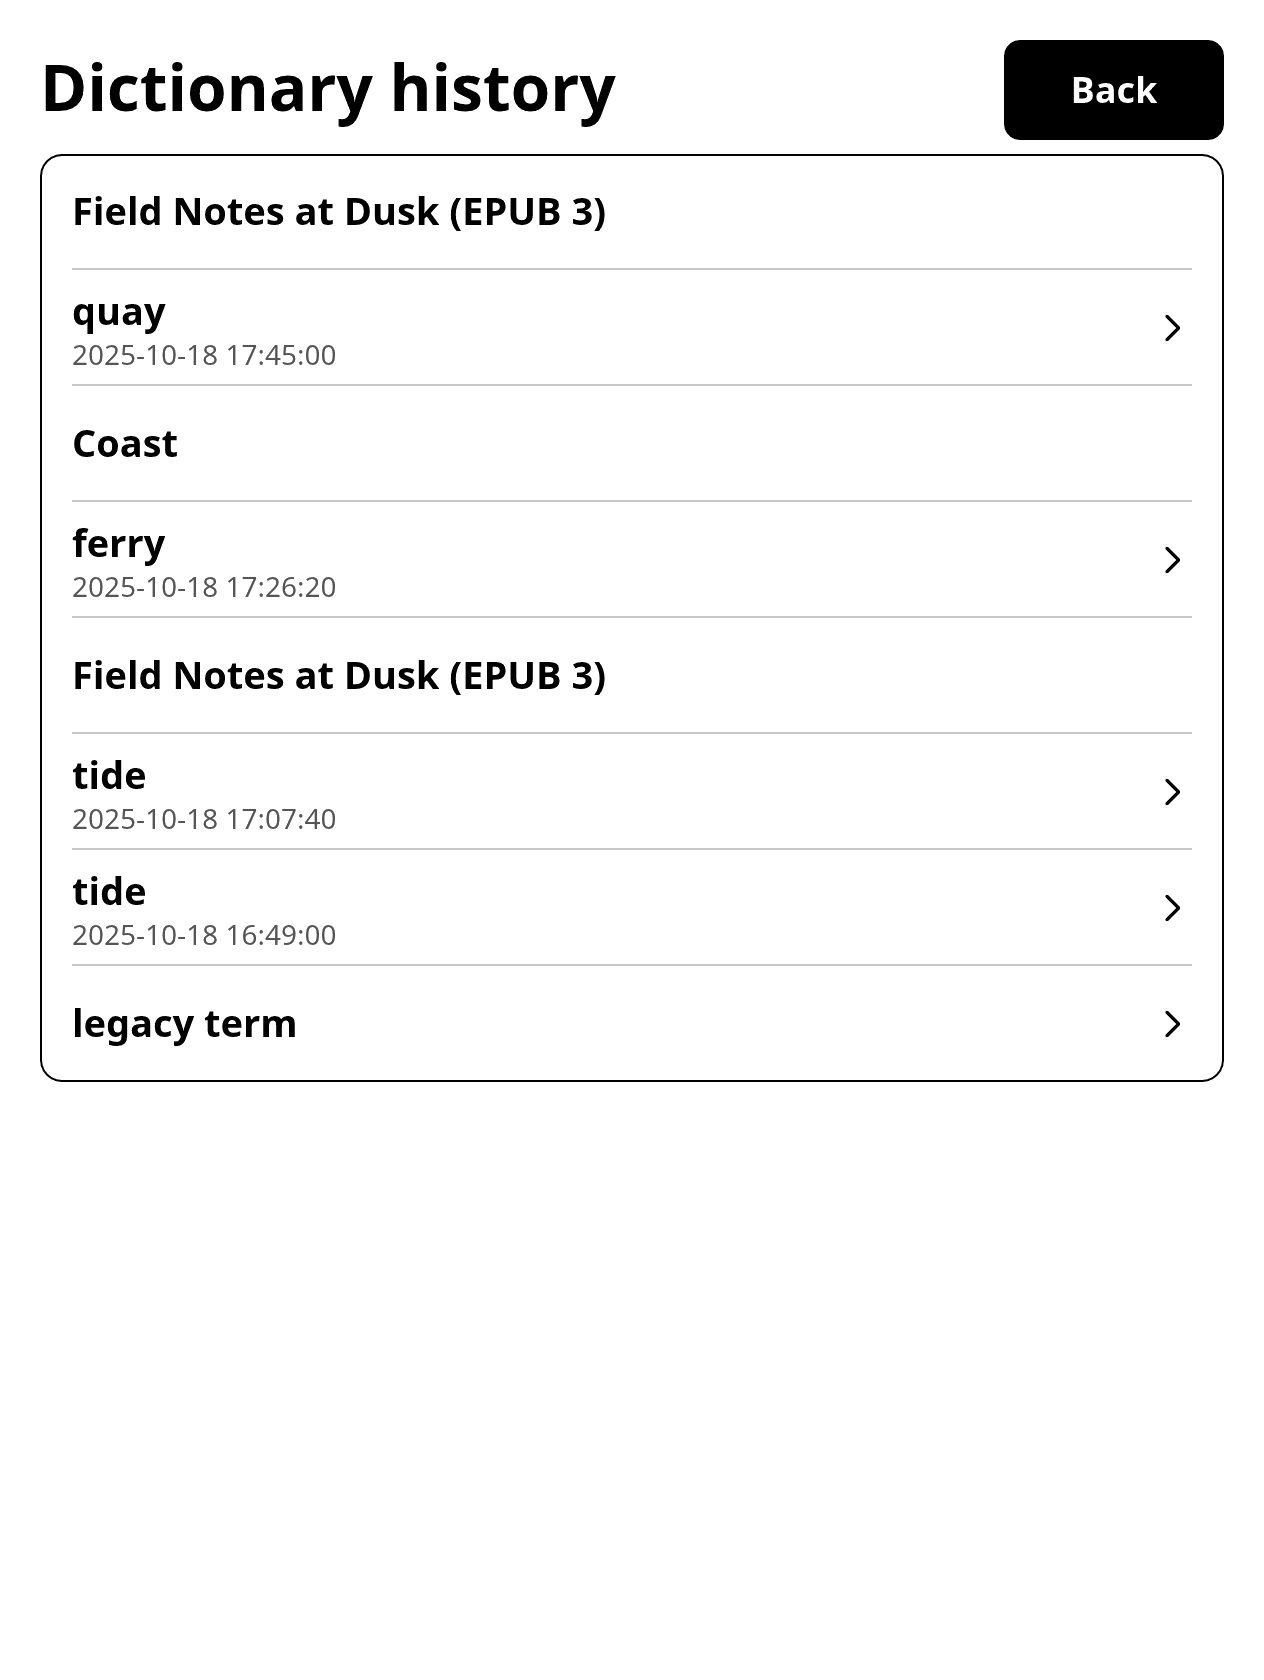 Dictionary history
Back
Field Notes at Dusk (EPUB 3)
quay
2025-10-18 17:45:00
Coast
ferry
2025-10-18 17:26:20
Field Notes at Dusk (EPUB 3)
tide
2025-10-18 17:07:40
tide
2025-10-18 16:49:00
legacy term